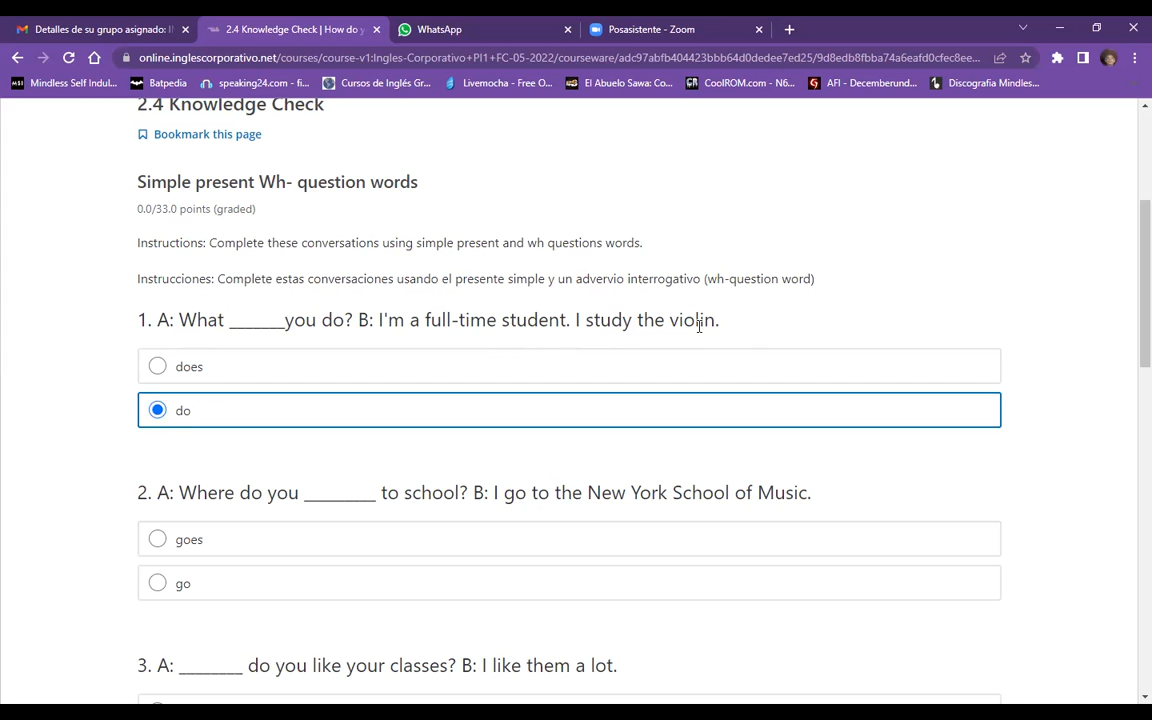 Detalles de su grupo asignado: I
2.4 Knowledge Check | How do y
WhatsApp
Posasistente - Zoom
online.inglescorporativo.net/courses/course-v1:Ingles-Corporativo+PI1+FC-05-2022/courseware/adc97abfb404423bbb64d0dedee7ed25/9d8edb8fbba74a6eafd0cfec8ee...
Mindless Self Indul...
Batpedia
speaking24.com - fi...
Cursos de Inglés Gr...
Livemocha - Free O...
El Abuelo Sawa: Co...
CoolROM.com - N6...
AFI - Decemberund...
Discografia Mindles...
2.4 Knowledge Check
Bookmark this page
Simple present Wh- question words
0.0/33.0 points (graded)
Instructions: Complete these conversations using simple present and wh questions words.
Instrucciones: Complete estas conversaciones usando el presente simple y un advervio interrogativo (wh-question word)
1. A: What _______you do? B: I'm a full-time student. I study the violin.
does
do
2. A: Where do you _________ to school? B: I go to the New York School of Music.
goes
go
3. A: ________ do you like your classes? B: I like them a lot.